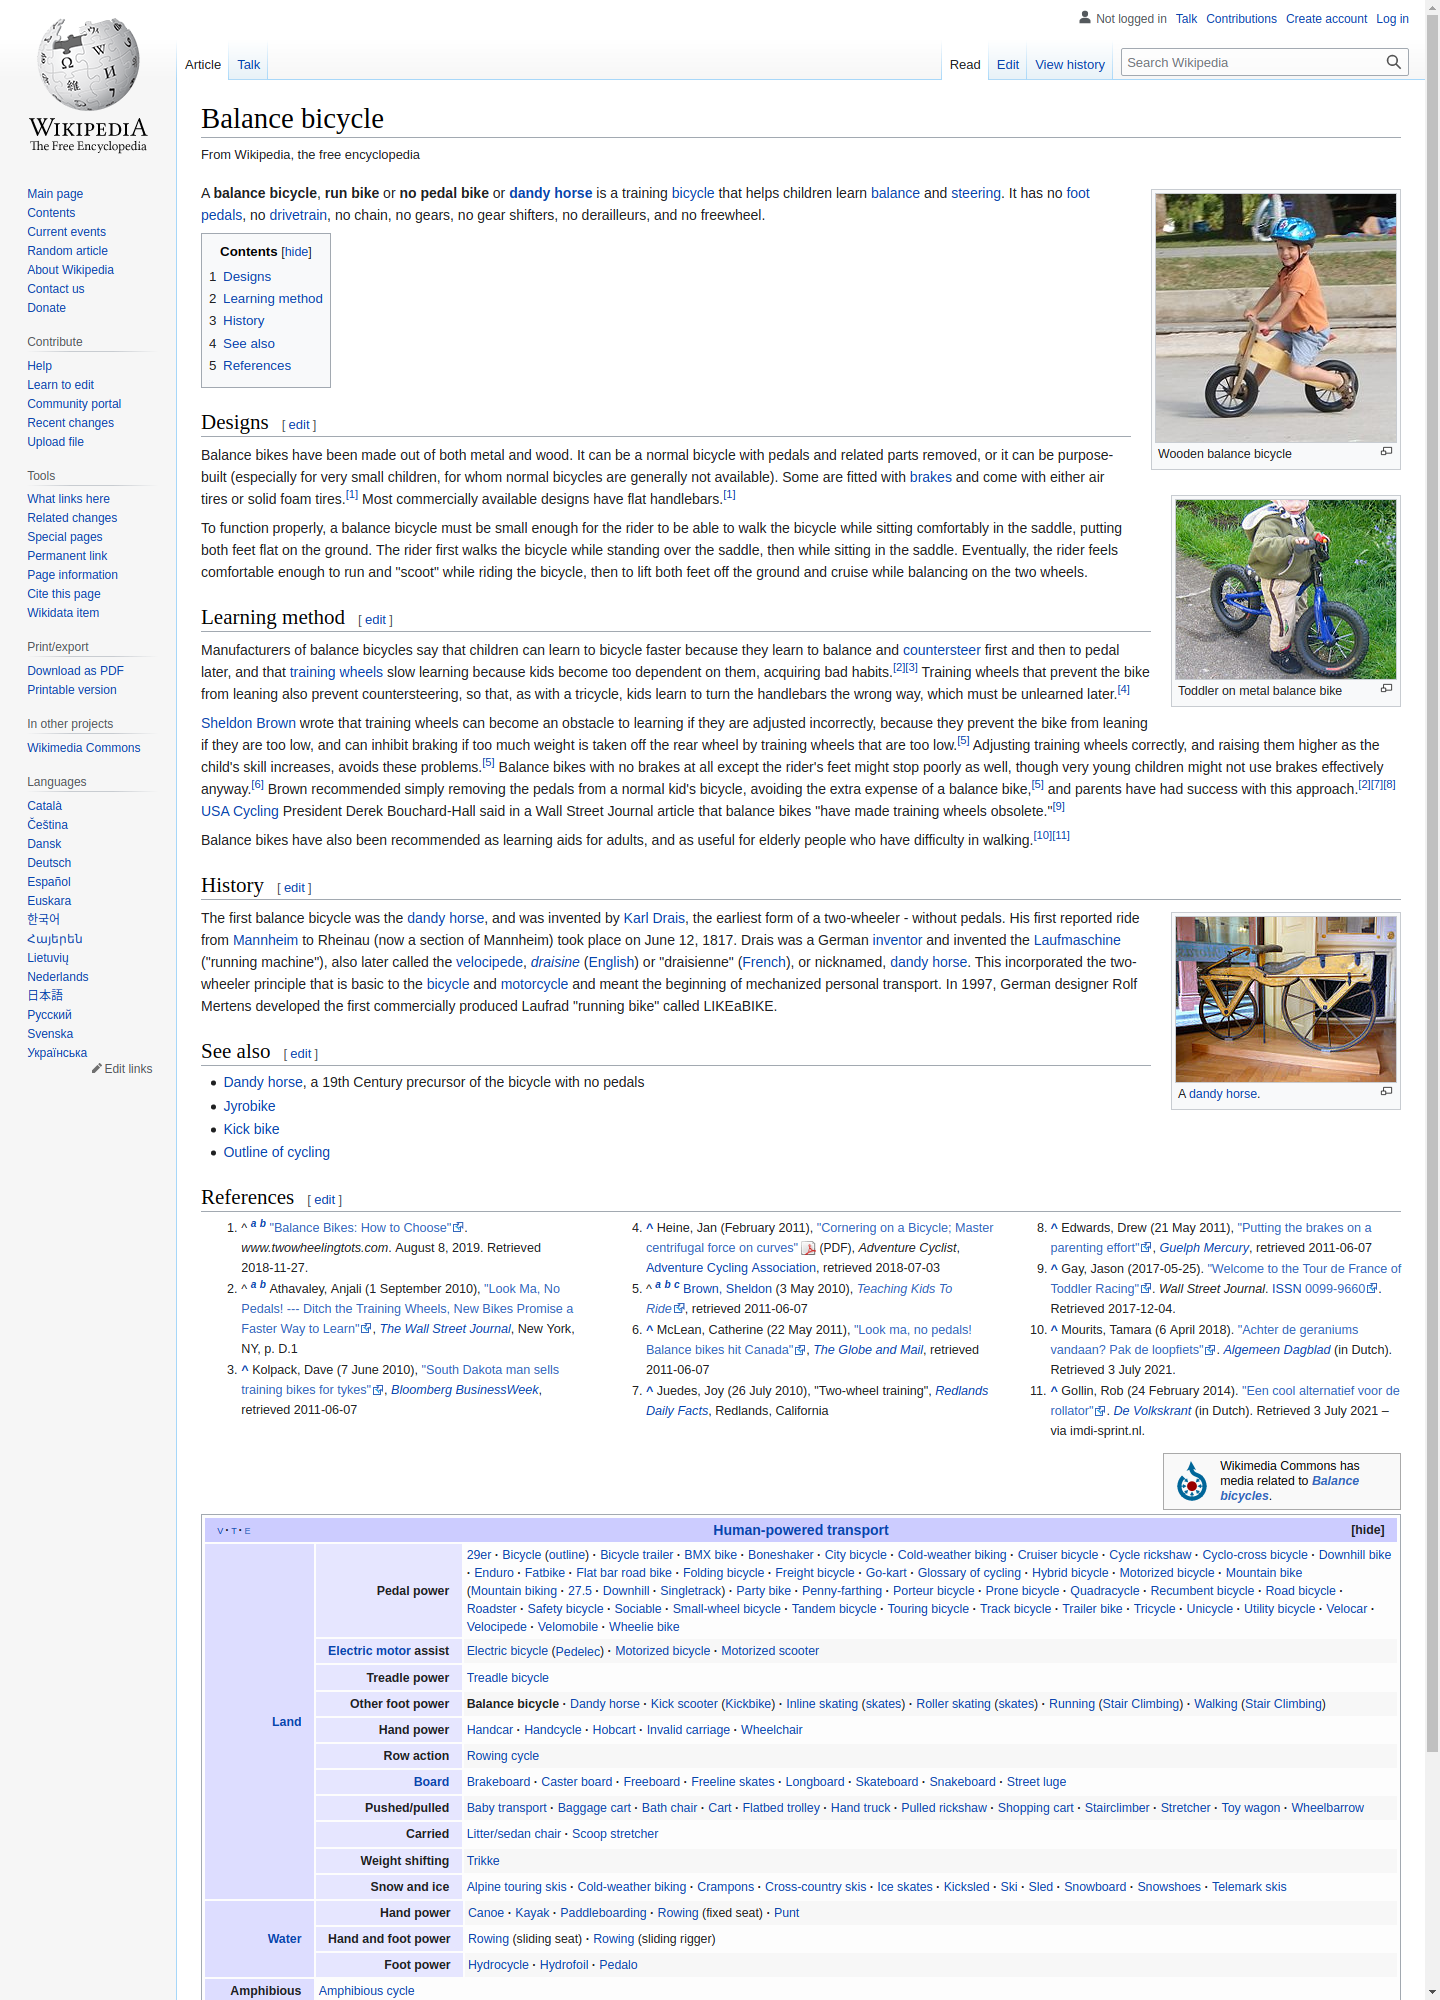 Not logged in Talk Contributions Create account Log in
Article Talk Read Edit View history Search Wikipedia
WIKIPEDIA
The Free Encyclopedia
Main page
Contents
Current events
Random article
About Wikipedia
Contact us
Donate
Contribute
Help
Learn to edit
Community portal
Recent changes
Upload file
Tools
What links here
Related changes
Special pages
Permanent link
Page information
Cite this page
Wikidata item
Print/export
Download as PDF
Printable version
In other projects
Wikimedia Commons
Languages
Català
Čeština
Dansk
Deutsch
Español
Euskara
한국어
Հայերեն
Lietuvių
Nederlands
日本語
Русский
Svenska
Українська
Edit links
Balance bicycle
From Wikipedia, the free encyclopedia
A balance bicycle, run bike or no pedal bike or dandy horse is a training bicycle that helps children learn balance and steering. It has no foot
pedals, no drivetrain, no chain, no gears, no gear shifters, no derailleurs, and no freewheel.
Wooden balance bicycle
Contents [hide]
1 Designs
2 Learning method
3 History
4 See also
5 References
Designs [ edit ]
Balance bikes have been made out of both metal and wood. It can be a normal bicycle with pedals and related parts removed, or it can be purpose-
built (especially for very small children, for whom normal bicycles are generally not available). Some are fitted with brakes and come with either air
tires or solid foam tires.[1] Most commercially available designs have flat handlebars.[1]
To function properly, a balance bicycle must be small enough for the rider to be able to walk the bicycle while sitting comfortably in the saddle, putting
both feet flat on the ground. The rider first walks the bicycle while standing over the saddle, then while sitting in the saddle. Eventually, the rider feels
comfortable enough to run and "scoot" while riding the bicycle, then to lift both feet off the ground and cruise while balancing on the two wheels.
Toddler on metal balance bike
Learning method [ edit ]
Manufacturers of balance bicycles say that children can learn to bicycle faster because they learn to balance and countersteer first and then to pedal
later, and that training wheels slow learning because kids become too dependent on them, acquiring bad habits.[2][3] Training wheels that prevent the bike
from leaning also prevent countersteering, so that, as with a tricycle, kids learn to turn the handlebars the wrong way, which must be unlearned later.[4]
Sheldon Brown wrote that training wheels can become an obstacle to learning if they are adjusted incorrectly, because they prevent the bike from leaning
if they are too low, and can inhibit braking if too much weight is taken off the rear wheel by training wheels that are too low.[5] Adjusting training wheels correctly, and raising them higher as the
child's skill increases, avoids these problems.[5] Balance bikes with no brakes at all except the rider's feet might stop poorly as well, though very young children might not use brakes effectively
anyway.[6] Brown recommended simply removing the pedals from a normal kid's bicycle, avoiding the extra expense of a balance bike,[5] and parents have had success with this approach.[2][7][8]
USA Cycling President Derek Bouchard-Hall said in a Wall Street Journal article that balance bikes "have made training wheels obsolete."[9]
Balance bikes have also been recommended as learning aids for adults, and as useful for elderly people who have difficulty in walking.[10][11]
History [ edit ]
The first balance bicycle was the dandy horse, and was invented by Karl Drais, the earliest form of a two-wheeler - without pedals. His first reported ride
from Mannheim to Rheinau (now a section of Mannheim) took place on June 12, 1817. Drais was a German inventor and invented the Laufmaschine
("running machine"), also later called the velocipede, draisine (English) or "draisienne" (French), or nicknamed, dandy horse. This incorporated the two-
wheeler principle that is basic to the bicycle and motorcycle and meant the beginning of mechanized personal transport. In 1997, German designer Rolf
Mertens developed the first commercially produced Laufrad "running bike" called LIKEaBIKE.
A dandy horse.
See also [ edit ]
• Dandy horse, a 19th Century precursor of the bicycle with no pedals
• Jyrobike
• Kick bike
• Outline of cycling
References [ edit ]
1. ^ a b "Balance Bikes: How to Choose".
www.twowheelingtots.com. August 8, 2019. Retrieved
2018-11-27.
2. ^ a b Athavaley, Anjali (1 September 2010), "Look Ma, No
Pedals! --- Ditch the Training Wheels, New Bikes Promise a
Faster Way to Learn", The Wall Street Journal, New York,
NY, p. D.1
3. ^ Kolpack, Dave (7 June 2010), "South Dakota man sells
training bikes for tykes", Bloomberg BusinessWeek,
retrieved 2011-06-07
4. ^ Heine, Jan (February 2011), "Cornering on a Bicycle; Master
centrifugal force on curves" (PDF), Adventure Cyclist,
Adventure Cycling Association, retrieved 2018-07-03
5. ^ a b c Brown, Sheldon (3 May 2010), Teaching Kids To
Ride, retrieved 2011-06-07
6. ^ McLean, Catherine (22 May 2011), "Look ma, no pedals!
Balance bikes hit Canada", The Globe and Mail, retrieved
2011-06-07
7. ^ Juedes, Joy (26 July 2010), "Two-wheel training", Redlands
Daily Facts, Redlands, California
8. ^ Edwards, Drew (21 May 2011), "Putting the brakes on a
parenting effort", Guelph Mercury, retrieved 2011-06-07
9. ^ Gay, Jason (2017-05-25). "Welcome to the Tour de France of
Toddler Racing". Wall Street Journal. ISSN 0099-9660.
Retrieved 2017-12-04.
10. ^ Mourits, Tamara (6 April 2018). "Achter de geraniums
vandaan? Pak de loopfiets". Algemeen Dagblad (in Dutch).
Retrieved 3 July 2021.
11. ^ Gollin, Rob (24 February 2014). "Een cool alternatief voor de
rollator". De Volkskrant (in Dutch). Retrieved 3 July 2021 –
via imdi-sprint.nl.
Wikimedia Commons has
media related to Balance
bicycles.
V · T · E Human-powered transport [hide]
Land
Pedal power
29er · Bicycle (outline) · Bicycle trailer · BMX bike · Boneshaker · City bicycle · Cold-weather biking · Cruiser bicycle · Cycle rickshaw · Cyclo-cross bicycle · Downhill bike
· Enduro · Fatbike · Flat bar road bike · Folding bicycle · Freight bicycle · Go-kart · Glossary of cycling · Hybrid bicycle · Motorized bicycle · Mountain bike
(Mountain biking · 27.5 · Downhill · Singletrack) · Party bike · Penny-farthing · Porteur bicycle · Prone bicycle · Quadracycle · Recumbent bicycle · Road bicycle ·
Roadster · Safety bicycle · Sociable · Small-wheel bicycle · Tandem bicycle · Touring bicycle · Track bicycle · Trailer bike · Tricycle · Unicycle · Utility bicycle · Velocar ·
Velocipede · Velomobile · Wheelie bike
Electric motor assist Electric bicycle (Pedelec) · Motorized bicycle · Motorized scooter
Treadle power Treadle bicycle
Other foot power Balance bicycle · Dandy horse · Kick scooter (Kickbike) · Inline skating (skates) · Roller skating (skates) · Running (Stair Climbing) · Walking (Stair Climbing)
Hand power Handcar · Handcycle · Hobcart · Invalid carriage · Wheelchair
Row action Rowing cycle
Board Brakeboard · Caster board · Freeboard · Freeline skates · Longboard · Skateboard · Snakeboard · Street luge
Pushed/pulled Baby transport · Baggage cart · Bath chair · Cart · Flatbed trolley · Hand truck · Pulled rickshaw · Shopping cart · Stairclimber · Stretcher · Toy wagon · Wheelbarrow
Carried Litter/sedan chair · Scoop stretcher
Weight shifting Trikke
Snow and ice Alpine touring skis · Cold-weather biking · Crampons · Cross-country skis · Ice skates · Kicksled · Ski · Sled · Snowboard · Snowshoes · Telemark skis
Water
Hand power Canoe · Kayak · Paddleboarding · Rowing (fixed seat) · Punt
Hand and foot power Rowing (sliding seat) · Rowing (sliding rigger)
Foot power Hydrocycle · Hydrofoil · Pedalo
Amphibious Amphibious cycle